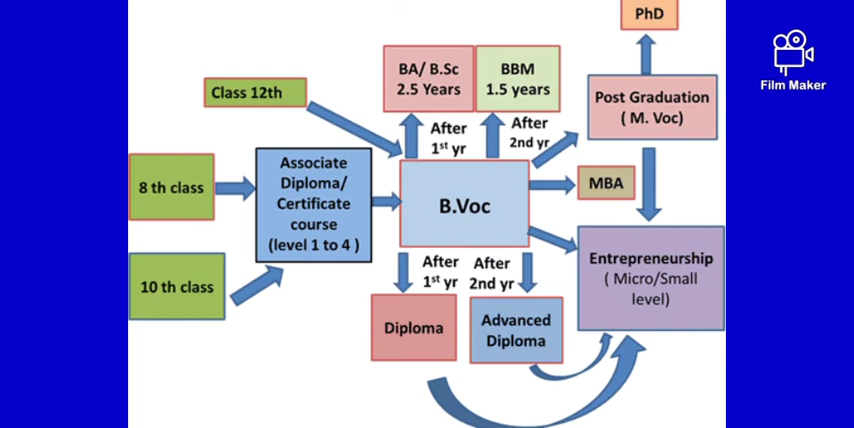 PhD
Film Maker
BA/ B.Sc
2.5 Years
BBM
1.5 years
Class 12th
Post Graduation
( M. Voc)
After
1st yr
After
2nd yr
8 th class
Associate
Diploma/
Certificate
course
(level 1 to 4 )
B.Voc
MBA
10 th class
After
1st yr
After
2nd yr
Entrepreneurship
( Micro/Small
level)
Diploma
Advanced
Diploma